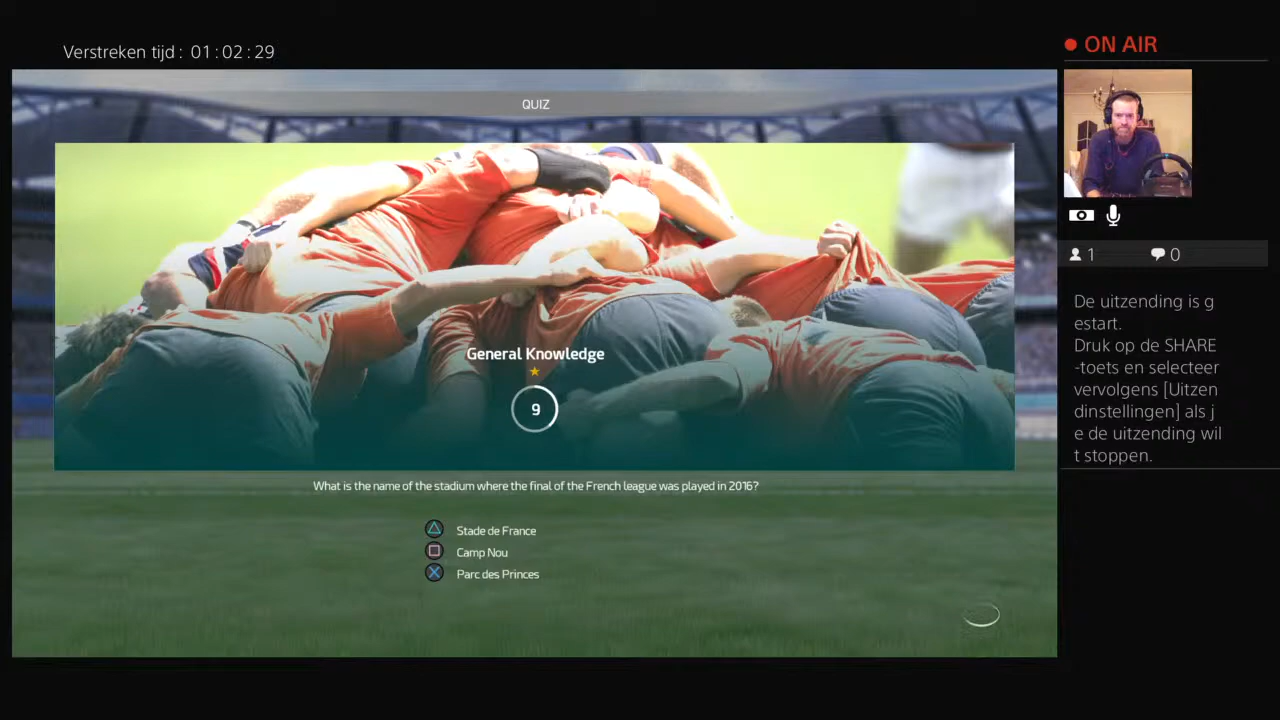 Verstreken tijd : 01 : 02 : 29
ON AIR
QUIZ
General Knowledge
9
1
0
De uitzending is g
estart.
Druk op de SHARE
-toets en selecteer
vervolgens [Uitzen
dinstellingen] als j
e de uitzending wil
t stoppen.
What is the name of the stadium where the final of the French league was played in 2016?
Stade de France
Camp Nou
Parc des Princes